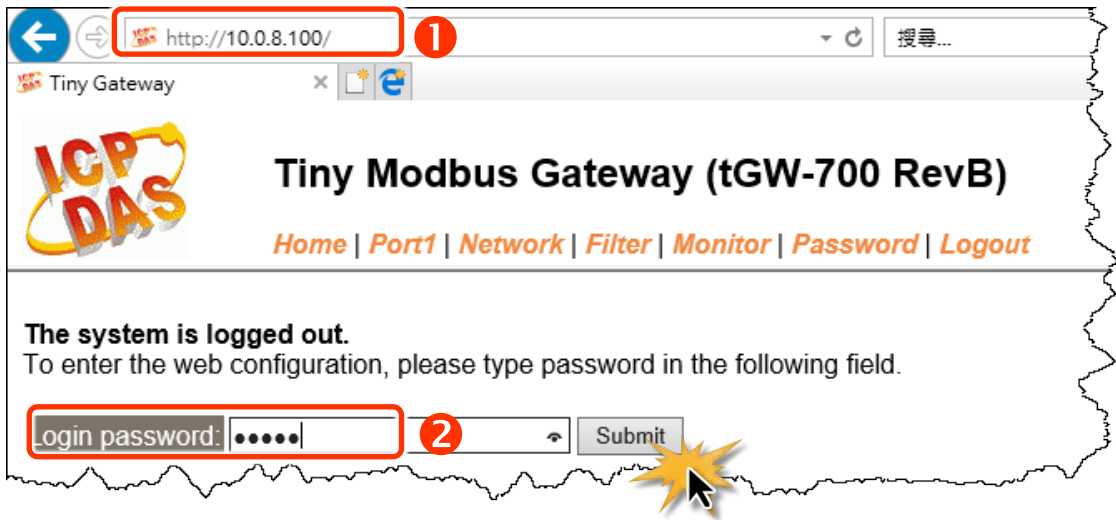 http://10.0.8.100/ 1 搜尋...
Tiny Gateway
ICP DAS
Tiny Modbus Gateway (tGW-700 RevB)
Home | Port1 | Network | Filter | Monitor | Password | Logout
The system is logged out.
To enter the web configuration, please type password in the following field.
Login password: ●●●●● 2 Submit